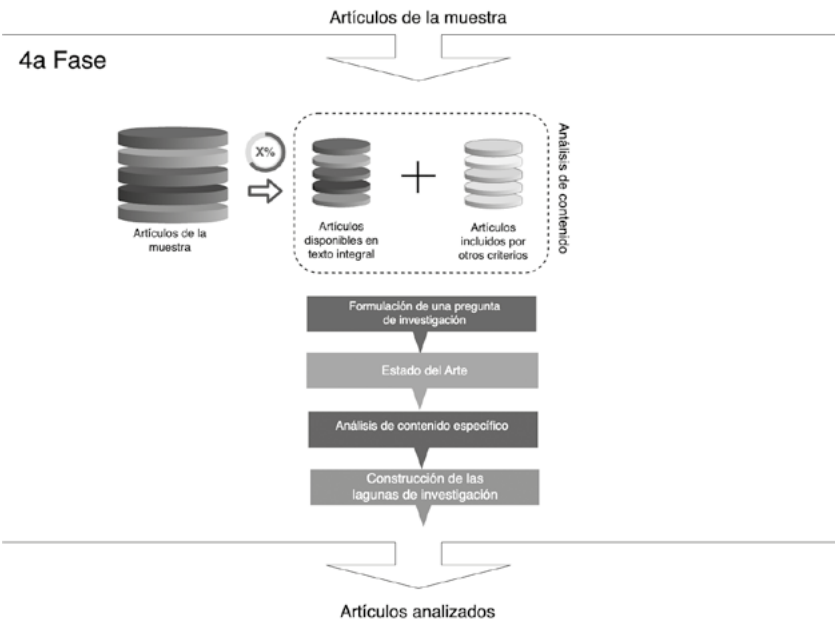 Artículos de la muestra
4a Fase
X%
Artículos de la
muestra
Artículos
disponibles en
texto integral
Artículos
incluidos por
otros criterios
Análisis de contenido
Formulación de una pregunta
de investigación
Estado del Arte
Análisis de contenido específico
Construcción de las
lagunas de investigación
Artículos analizados